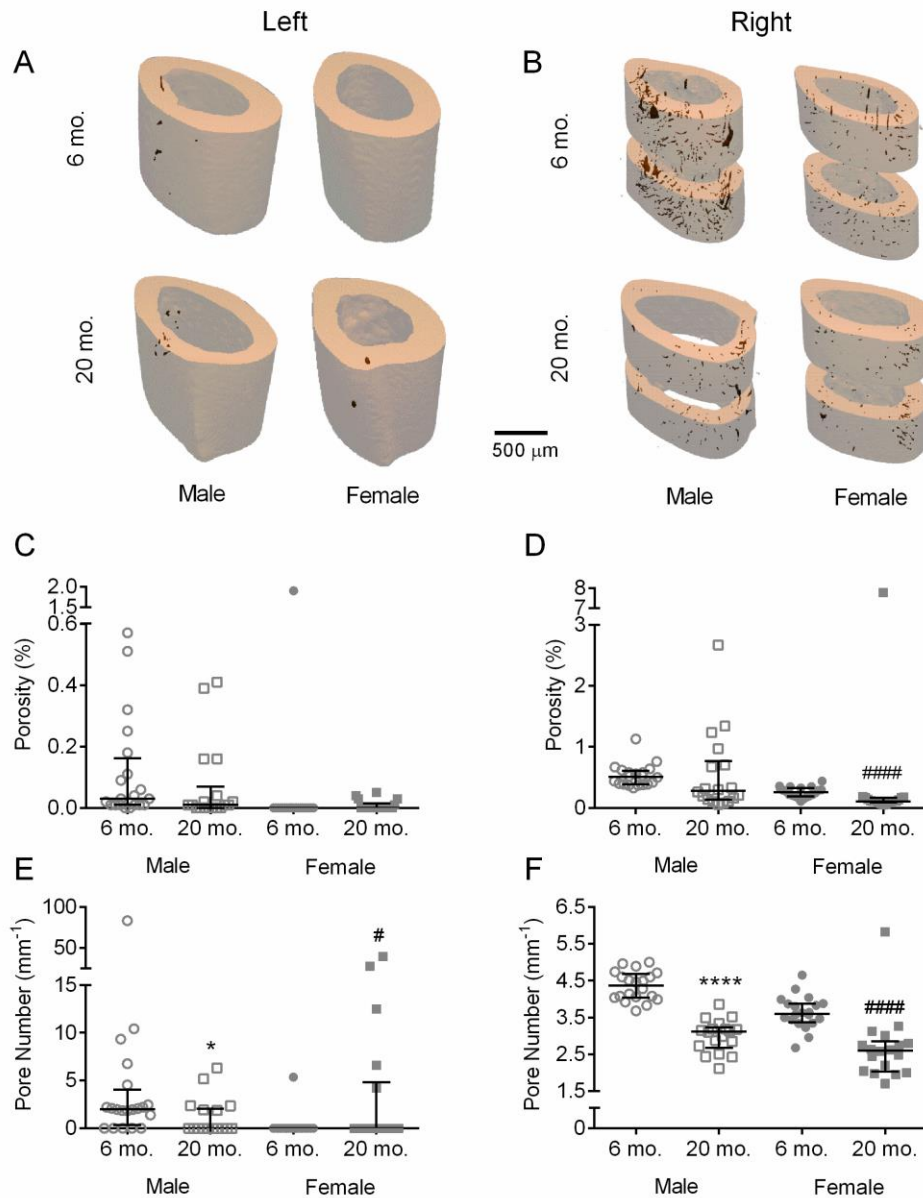 Left Right
A B
6 mo. 6 mo.
20 mo. 20 mo.
500 μm
Male Female Male Female
C D
Porosity (%)
2.0
1.5
0.6
0.4
0.2
0.0
6 mo. 20 mo. 6 mo. 20 mo.
Male Female
Porosity (%)
8
7
3
2
1
0
####
6 mo. 20 mo. 6 mo. 20 mo.
Male Female
E F
Pore Number (mm⁻¹)
100
50
15
10
5
0
* #
6 mo. 20 mo. 6 mo. 20 mo.
Male Female
Pore Number (mm⁻¹)
6.5
5.5
4.5
3.5
2.5
1.5
0
**** ####
6 mo. 20 mo. 6 mo. 20 mo.
Male Female